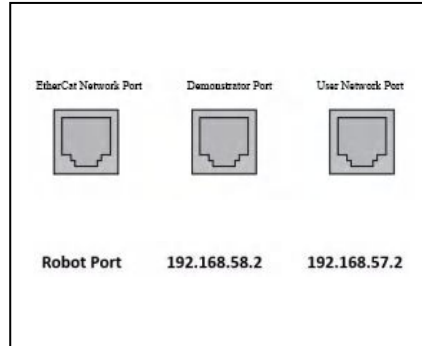 EtherCat Network Port Demonstrator Port User Network Port
Robot Port 192.168.58.2 192.168.57.2